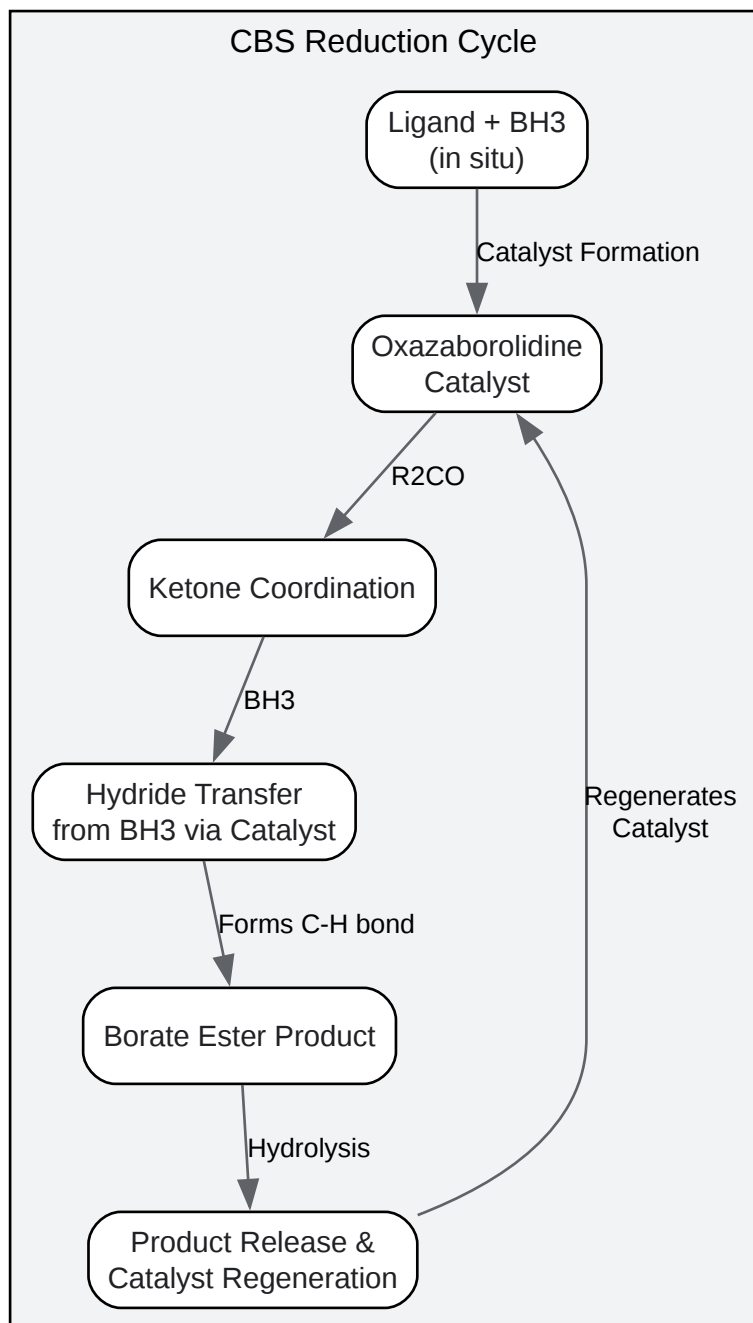 CBS Reduction Cycle
Ligand + BH3
(in situ)
Catalyst Formation
Oxazaborolidine
Catalyst
R2CO
Ketone Coordination
BH3
Hydride Transfer
from BH3 via Catalyst
Regenerates
Catalyst
Forms C-H bond
Borate Ester Product
Hydrolysis
Product Release &
Catalyst Regeneration